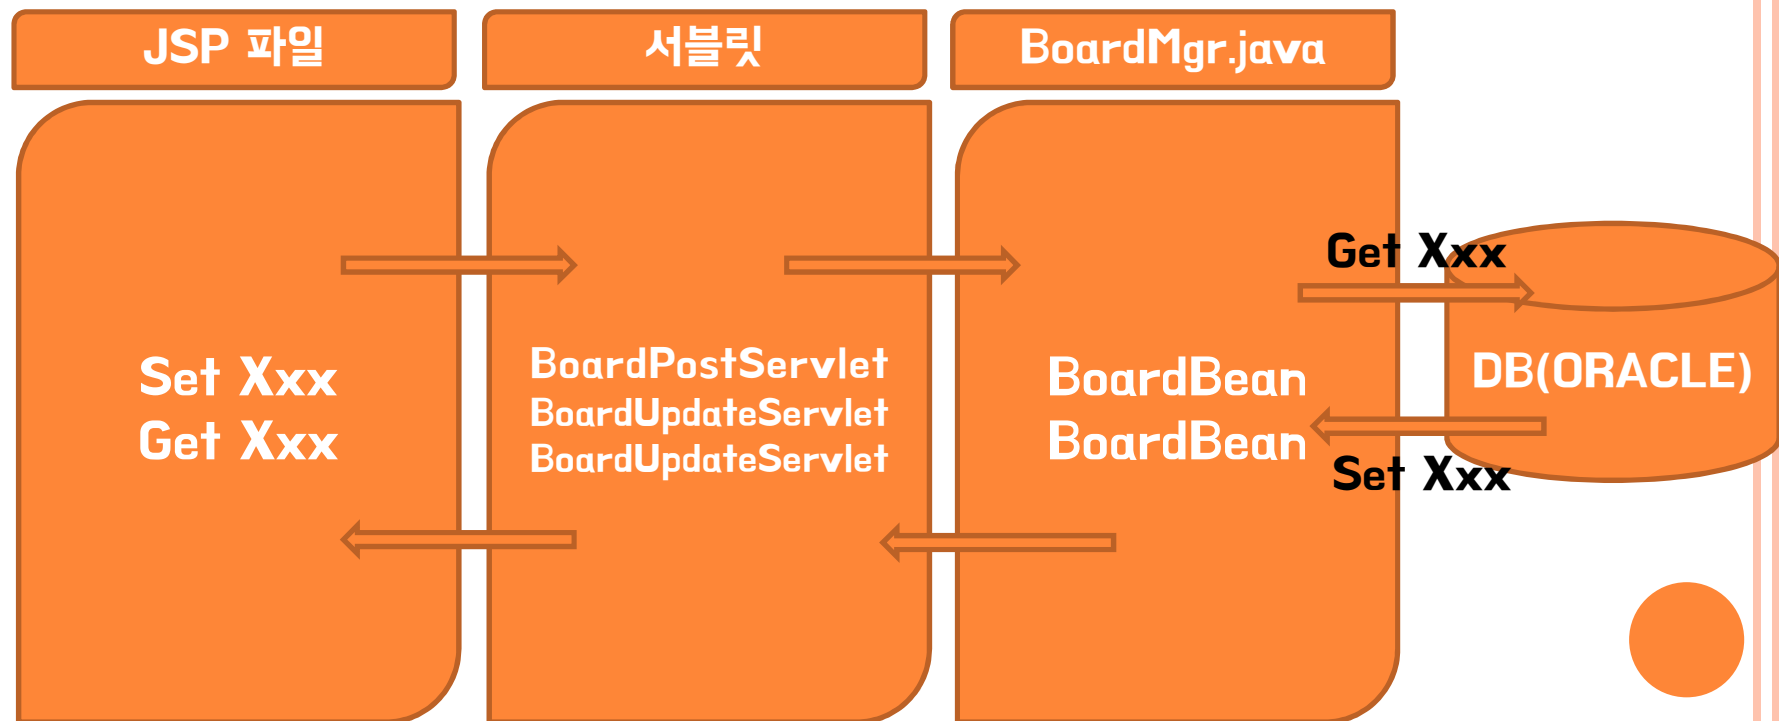 JSP 파일
서블릿
BoardMgr.java
Set Xxx
Get Xxx
BoardPostServlet
BoardUpdateServlet
BoardUpdateServlet
BoardBean
BoardBean
Get Xxx
DB(ORACLE)
Set Xxx